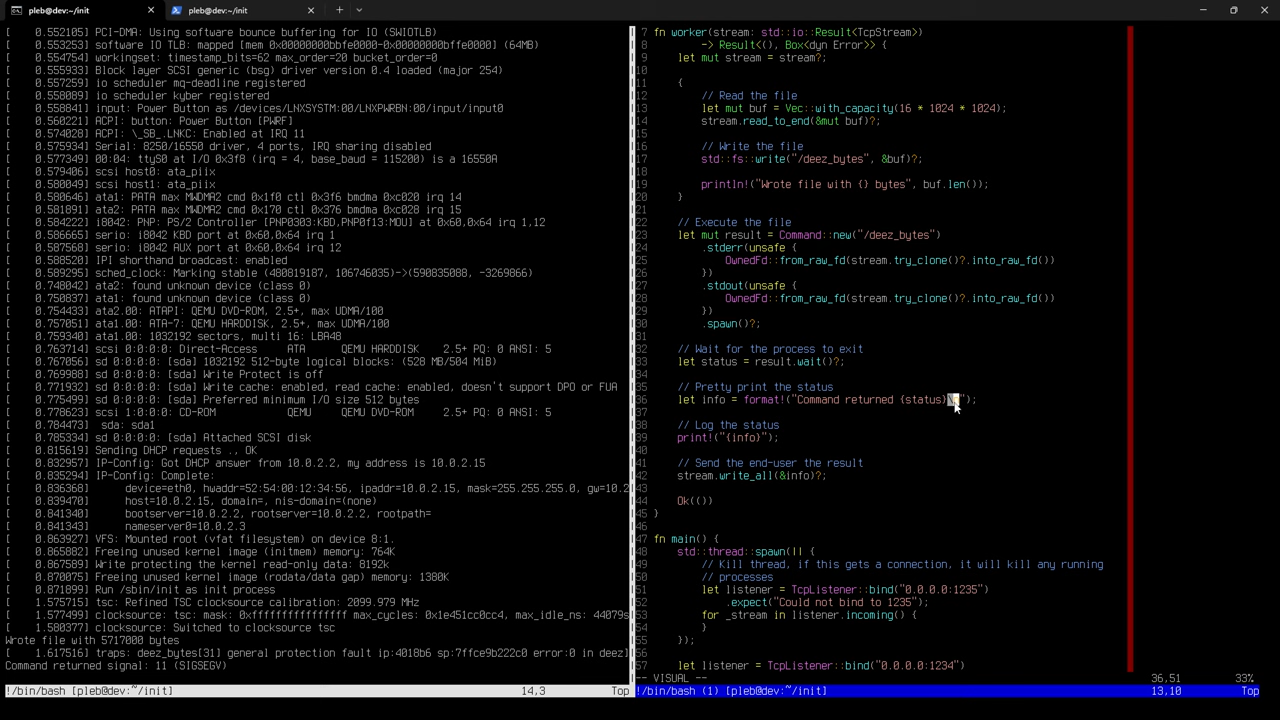 pleb@dev:~/init
pleb@dev:~/init
[    0.552105] PCI-DMA: Using software bounce buffering for IO (SWIOTLB)
[    0.553253] software IO TLB: mapped [mem 0x00000000bbfe0000-0x00000000bffe0000] (64MB)
[    0.554754] workingset: timestamp_bits=62 max_order=20 bucket_order=0
[    0.555933] Block layer SCSI generic (bsg) driver version 0.4 loaded (major 254)
[    0.557259] io scheduler mq-deadline registered
[    0.558089] io scheduler kyber registered
[    0.558841] input: Power Button as /devices/LNXSYSTM:00/LNXPWRBN:00/input/input0
[    0.560221] ACPI: button: Power Button [PWRF]
[    0.574028] ACPI: \_SB_.LNKC: Enabled at IRQ 11
[    0.575934] Serial: 8250/16550 driver, 4 ports, IRQ sharing disabled
[    0.577349] 00:04: ttyS0 at I/O 0x3f8 (irq = 4, base_baud = 115200) is a 16550A
[    0.579406] scsi host0: ata_piix
[    0.580049] scsi host1: ata_piix
[    0.580646] ata1: PATA max MWDMA2 cmd 0x1f0 ctl 0x3f6 bmdma 0xc020 irq 14
[    0.581891] ata2: PATA max MWDMA2 cmd 0x170 ctl 0x376 bmdma 0xc028 irq 15
[    0.584222] i8042: PNP: PS/2 Controller [PNP0303:KBD,PNP0f13:MOU] at 0x60,0x64 irq 1,12
[    0.586665] serio: i8042 KBD port at 0x60,0x64 irq 1
[    0.587568] serio: i8042 AUX port at 0x60,0x64 irq 12
[    0.588520] IPI shorthand broadcast: enabled
[    0.589295] sched_clock: Marking stable (480819187, 106746035)->(590835088, -3269866)
[    0.748042] ata2: found unknown device (class 0)
[    0.750837] ata1: found unknown device (class 0)
[    0.754433] ata2.00: ATAPI: QEMU DVD-ROM, 2.5+, max UDMA/100
[    0.757051] ata1.00: ATA-7: QEMU HARDDISK, 2.5+, max UDMA/100
[    0.759340] ata1.00: 1032192 sectors, multi 16: LBA48
[    0.763714] scsi 0:0:0:0: Direct-Access     ATA      QEMU HARDDISK    2.5+ PQ: 0 ANSI: 5
[    0.767056] sd 0:0:0:0: [sda] 1032192 512-byte logical blocks: (528 MB/504 MiB)
[    0.769988] sd 0:0:0:0: [sda] Write Protect is off
[    0.771932] sd 0:0:0:0: [sda] Write cache: enabled, read cache: enabled, doesn't support DPO or FUA
[    0.775499] sd 0:0:0:0: [sda] Preferred minimum I/O size 512 bytes
[    0.778623] scsi 1:0:0:0: CD-ROM            QEMU     QEMU DVD-ROM     2.5+ PQ: 0 ANSI: 5
[    0.784473]  sda: sda1
[    0.785334] sd 0:0:0:0: [sda] Attached SCSI disk
[    0.815619] Sending DHCP requests ., OK
[    0.832957] IP-Config: Got DHCP answer from 10.0.2.2, my address is 10.0.2.15
[    0.835294] IP-Config: Complete:
[    0.836368]      device=eth0, hwaddr=52:54:00:12:34:56, ipaddr=10.0.2.15, mask=255.255.255.0, gw=10.2
[    0.839470]      host=10.0.2.15, domain=, nis-domain=(none)
[    0.841340]      bootserver=10.0.2.2, rootserver=10.0.2.2, rootpath=
[    0.841343]      nameserver0=10.0.2.3
[    0.863927] VFS: Mounted root (vfat filesystem) on device 8:1.
[    0.865882] Freeing unused kernel image (initmem) memory: 764K
[    0.867589] Write protecting the kernel read-only data: 8192k
[    0.870075] Freeing unused kernel image (rodata/data gap) memory: 1380K
[    0.871899] Run /sbin/init as init process
[    1.575715] tsc: Refined TSC clocksource calibration: 2099.979 MHz
[    1.577499] clocksource: tsc: mask: 0xffffffffffffffff max_cycles: 0x1e451cc0cc4, max_idle_ns: 44079s
[    1.580377] clocksource: Switched to clocksource tsc
Wrote file with 5717000 bytes
[    1.617516] traps: deez_bytes[31] general protection fault ip:4018b6 sp:7ffce9b222c0 error:0 in deez]
Command returned signal: 11 (SIGSEGV)
!/bin/bash [pleb@dev:~/init] 14,3 Top
7 fn worker(stream: std::io::Result<TcpStream>)
8         -> Result<(), Box<dyn Error>> {
9     let mut stream = stream?;
10
11     {
12         // Read the file
13         let mut buf = Vec::with_capacity(16 * 1024 * 1024);
14         stream.read_to_end(&mut buf)?;
15
16         // Write the file
17         std::fs::write("/deez_bytes", &buf)?;
18
19         println!("Wrote file with {} bytes", buf.len());
20     }
21
22     // Execute the file
23     let mut result = Command::new("/deez_bytes")
24         .stderr(unsafe {
25             OwnedFd::from_raw_fd(stream.try_clone()?.into_raw_fd())
26         })
27         .stdout(unsafe {
28             OwnedFd::from_raw_fd(stream.try_clone()?.into_raw_fd())
29         })
30         .spawn()?;
31
32     // Wait for the process to exit
33     let status = result.wait()?;
34
35     // Pretty print the status
36     let info = format!("Command returned {status}\");
37
38     // Log the status
39     print!("{info}");
40
41     // Send the end-user the result
42     stream.write_all(&info)?;
43
44     Ok(())
45 }
46
47 fn main() {
48     std::thread::spawn(|| {
49         // Kill thread, if this gets a connection, it will kill any running
50         // processes
51         let listener = TcpListener::bind("0.0.0.0:1235")
52             .expect("Could not bind to 1235");
53         for _stream in listener.incoming() {
54         }
55     });
56
57     let listener = TcpListener::bind("0.0.0.0:1234")
-- VISUAL -- 36,51 33%
!/bin/bash (1) [pleb@dev:~/init] 13,10 Top